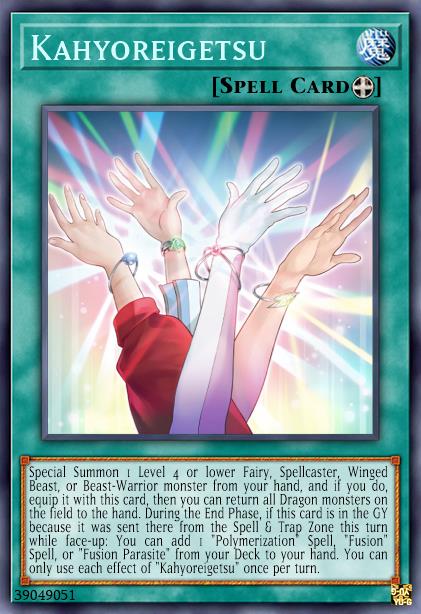 KAHYOREIGETSU
魔
[SPELL CARD]
Special Summon 1 Level 4 or lower Fairy, Spellcaster, Winged
Beast, or Beast-Warrior monster from your hand, and if you do,
equip it with this card, then you can return all Dragon monsters on
the field to the hand. During the End Phase, if this card is in the GY
because it was sent there from the Spell & Trap Zone this turn
while face-up: You can add 1 "Polymerization" Spell, "Fusion"
Spell, or "Fusion Parasite" from your Deck to your hand. You can
only use each effect of "Kahyoreigetsu" once per turn.
39049051